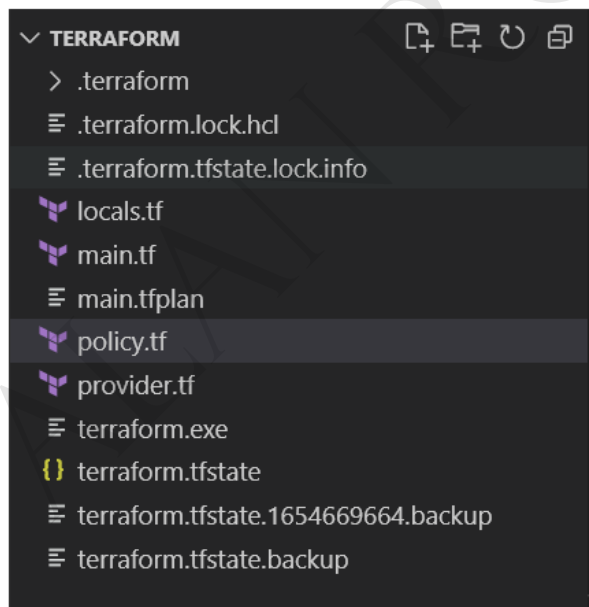 TERRAFORM
.terraform
.terraform.lock.hcl
.terraform.tfstate.lock.info
locals.tf
main.tf
main.tfplan
policy.tf
provider.tf
terraform.exe
{} terraform.tfstate
terraform.tfstate.1654669664.backup
terraform.tfstate.backup